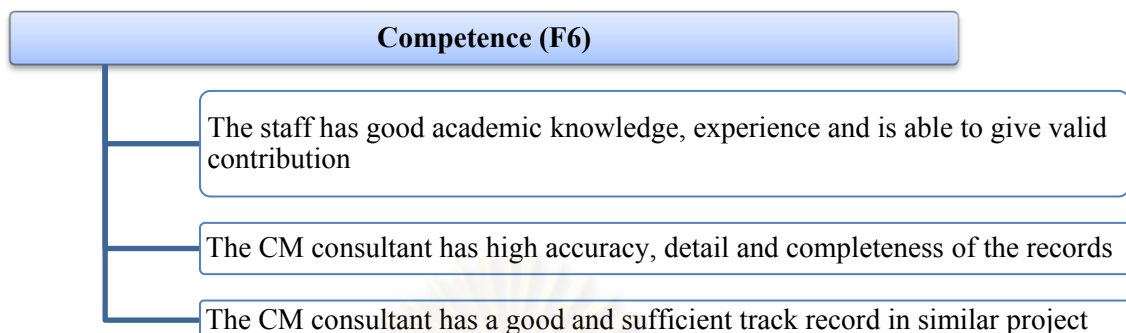 Competence (F6)
The staff has good academic knowledge, experience and is able to give valid
contribution
The CM consultant has high accuracy, detail and completeness of the records
The CM consultant has a good and sufficient track record in similar project